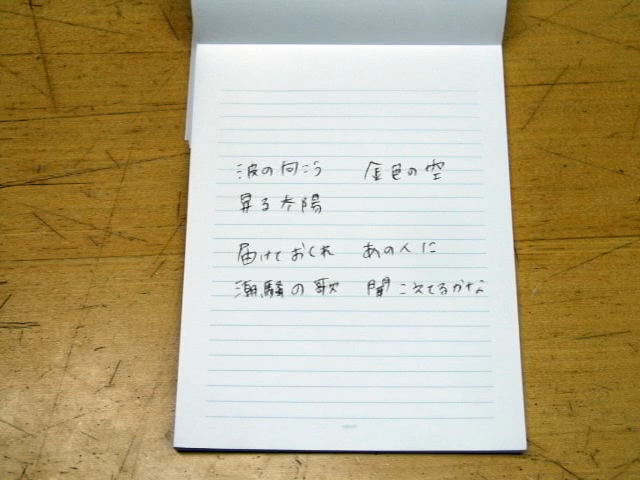 波の向こう　金色の空
昇る太陽
届けておくれ　あの人に
潮騒の歌　聞こえてるかな